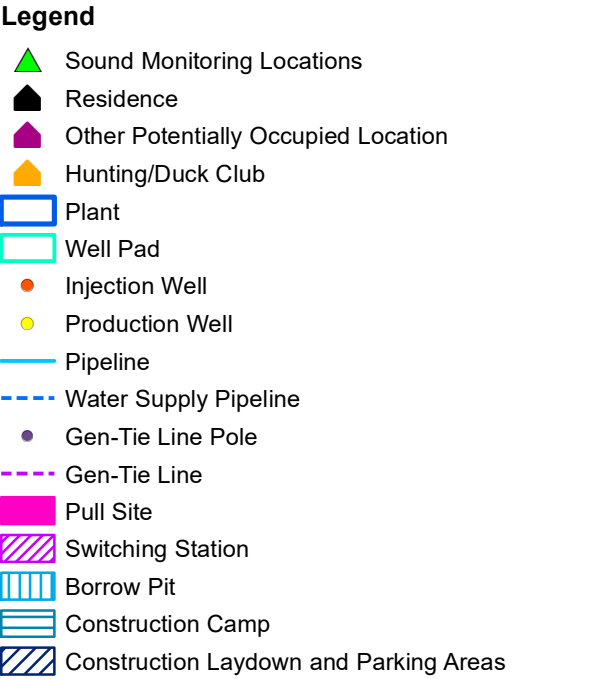 Legend
Sound Monitoring Locations
Residence
Other Potentially Occupied Location
Hunting/Duck Club
Plant
Well Pad
Injection Well
Production Well
Pipeline
Water Supply Pipeline
Gen-Tie Line Pole
Gen-Tie Line
Pull Site
Switching Station
Borrow Pit
Construction Camp
Construction Laydown and Parking Areas